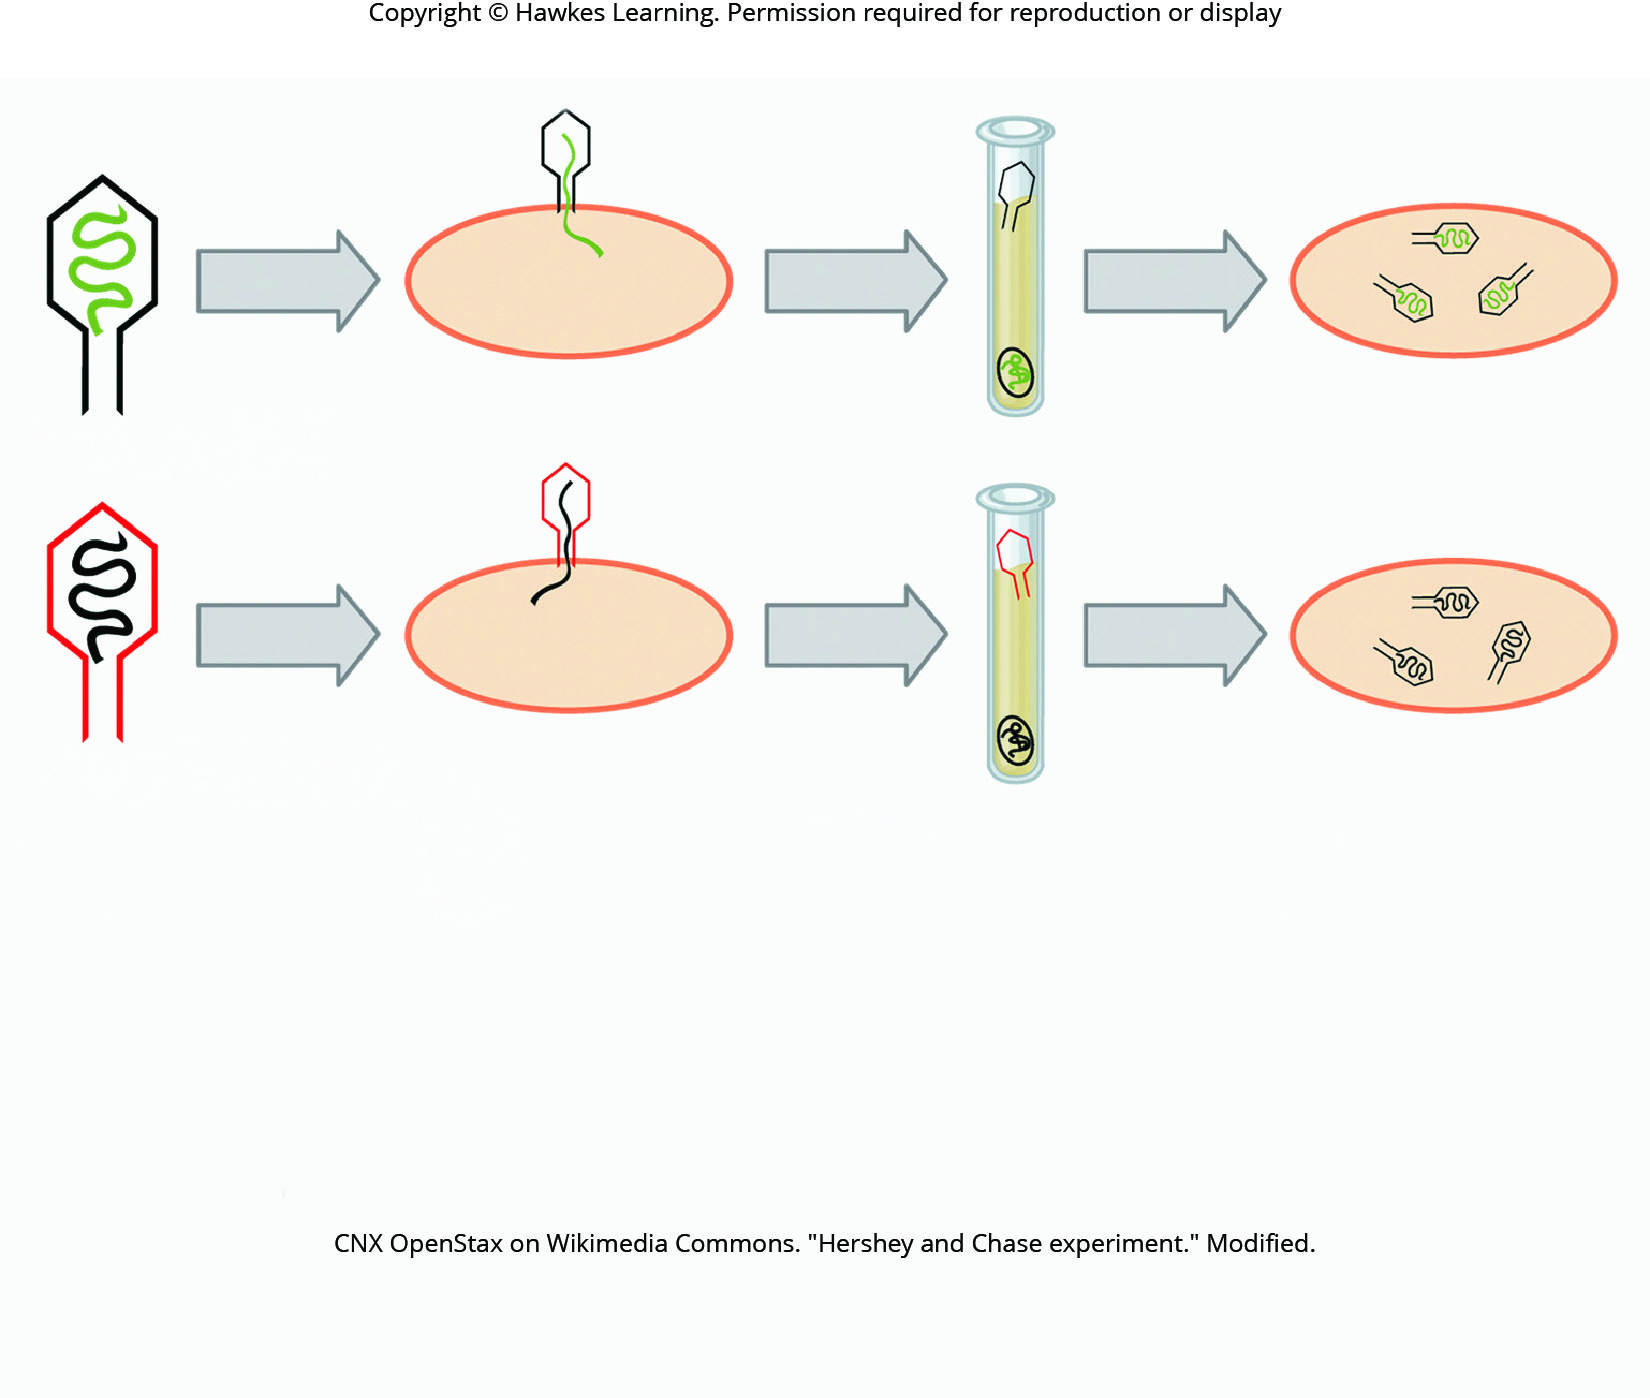 Copyright © Hawkes Learning. Permission required for reproduction or display
CNX OpenStax on Wikimedia Commons. "Hershey and Chase experiment." Modified.